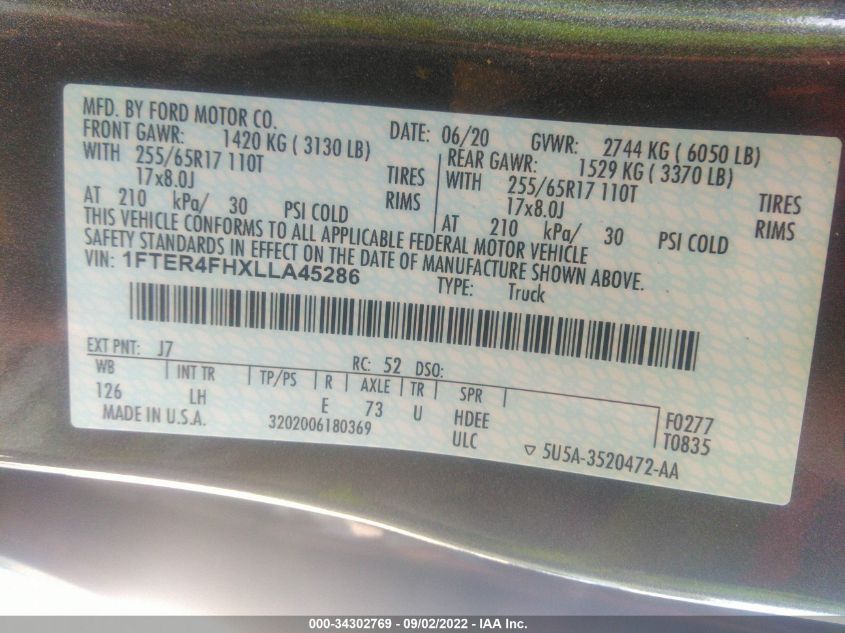 MFD. BY FORD MOTOR CO.
DATE: 06/20 GVWR: 2744 KG ( 6050 LB)
FRONT GAWR: 1420 KG ( 3130 LB)
REAR GAWR: 1529 KG ( 3370 LB)
WITH 255/65R17 110T TIRES
WITH 255/65R17 110T TIRES
17x8.0J RIMS
17x8.0J RIMS
AT 210 kPa/ 30 PSI COLD
AT 210 kPa/ 30 PSI COLD
THIS VEHICLE CONFORMS TO ALL APPLICABLE FEDERAL MOTOR VEHICLE
SAFETY STANDARDS IN EFFECT ON THE DATE OF MANUFACTURE SHOWN ABOVE.
VIN: 1FTER4FHXLLA45286
TYPE: Truck
EXT PNT: J7 RC: 52 DSO:
WB INT TR TP/PS R AXLE TR SPR
126 LH E 73 U HDEE F0277
MADE IN U.S.A. 3202006180369 ULC T0835
▽ 5U5A-3520472-AA
000-34302769 - 09/02/2022 - IAA Inc.